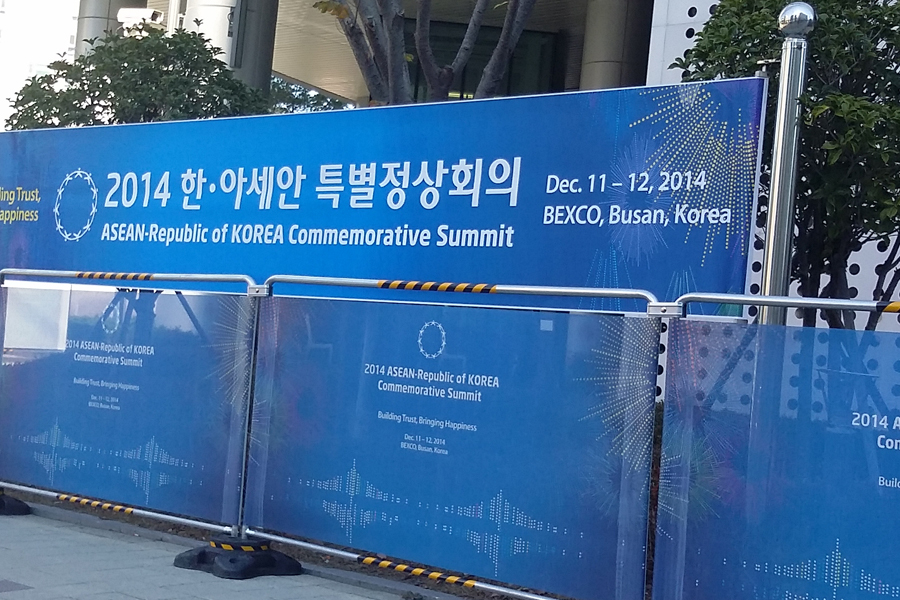 ding Trust,
appiness
2014 한·아세안 특별정상회의
ASEAN-Republic of KOREA Commemorative Summit
Dec. 11 – 12, 2014
BEXCO, Busan, Korea
2014 ASEAN-Republic of KOREA
Commemorative Summit
Building Trust, Bringing Happiness
Dec. 11 – 12, 2014
BEXCO, Busan, Korea
2014 ASEAN-Republic of KOREA
Commemorative Summit
Building Trust, Bringing Happiness
Dec. 11 – 12, 2014
BEXCO, Busan, Korea
2014 A
Com
Build